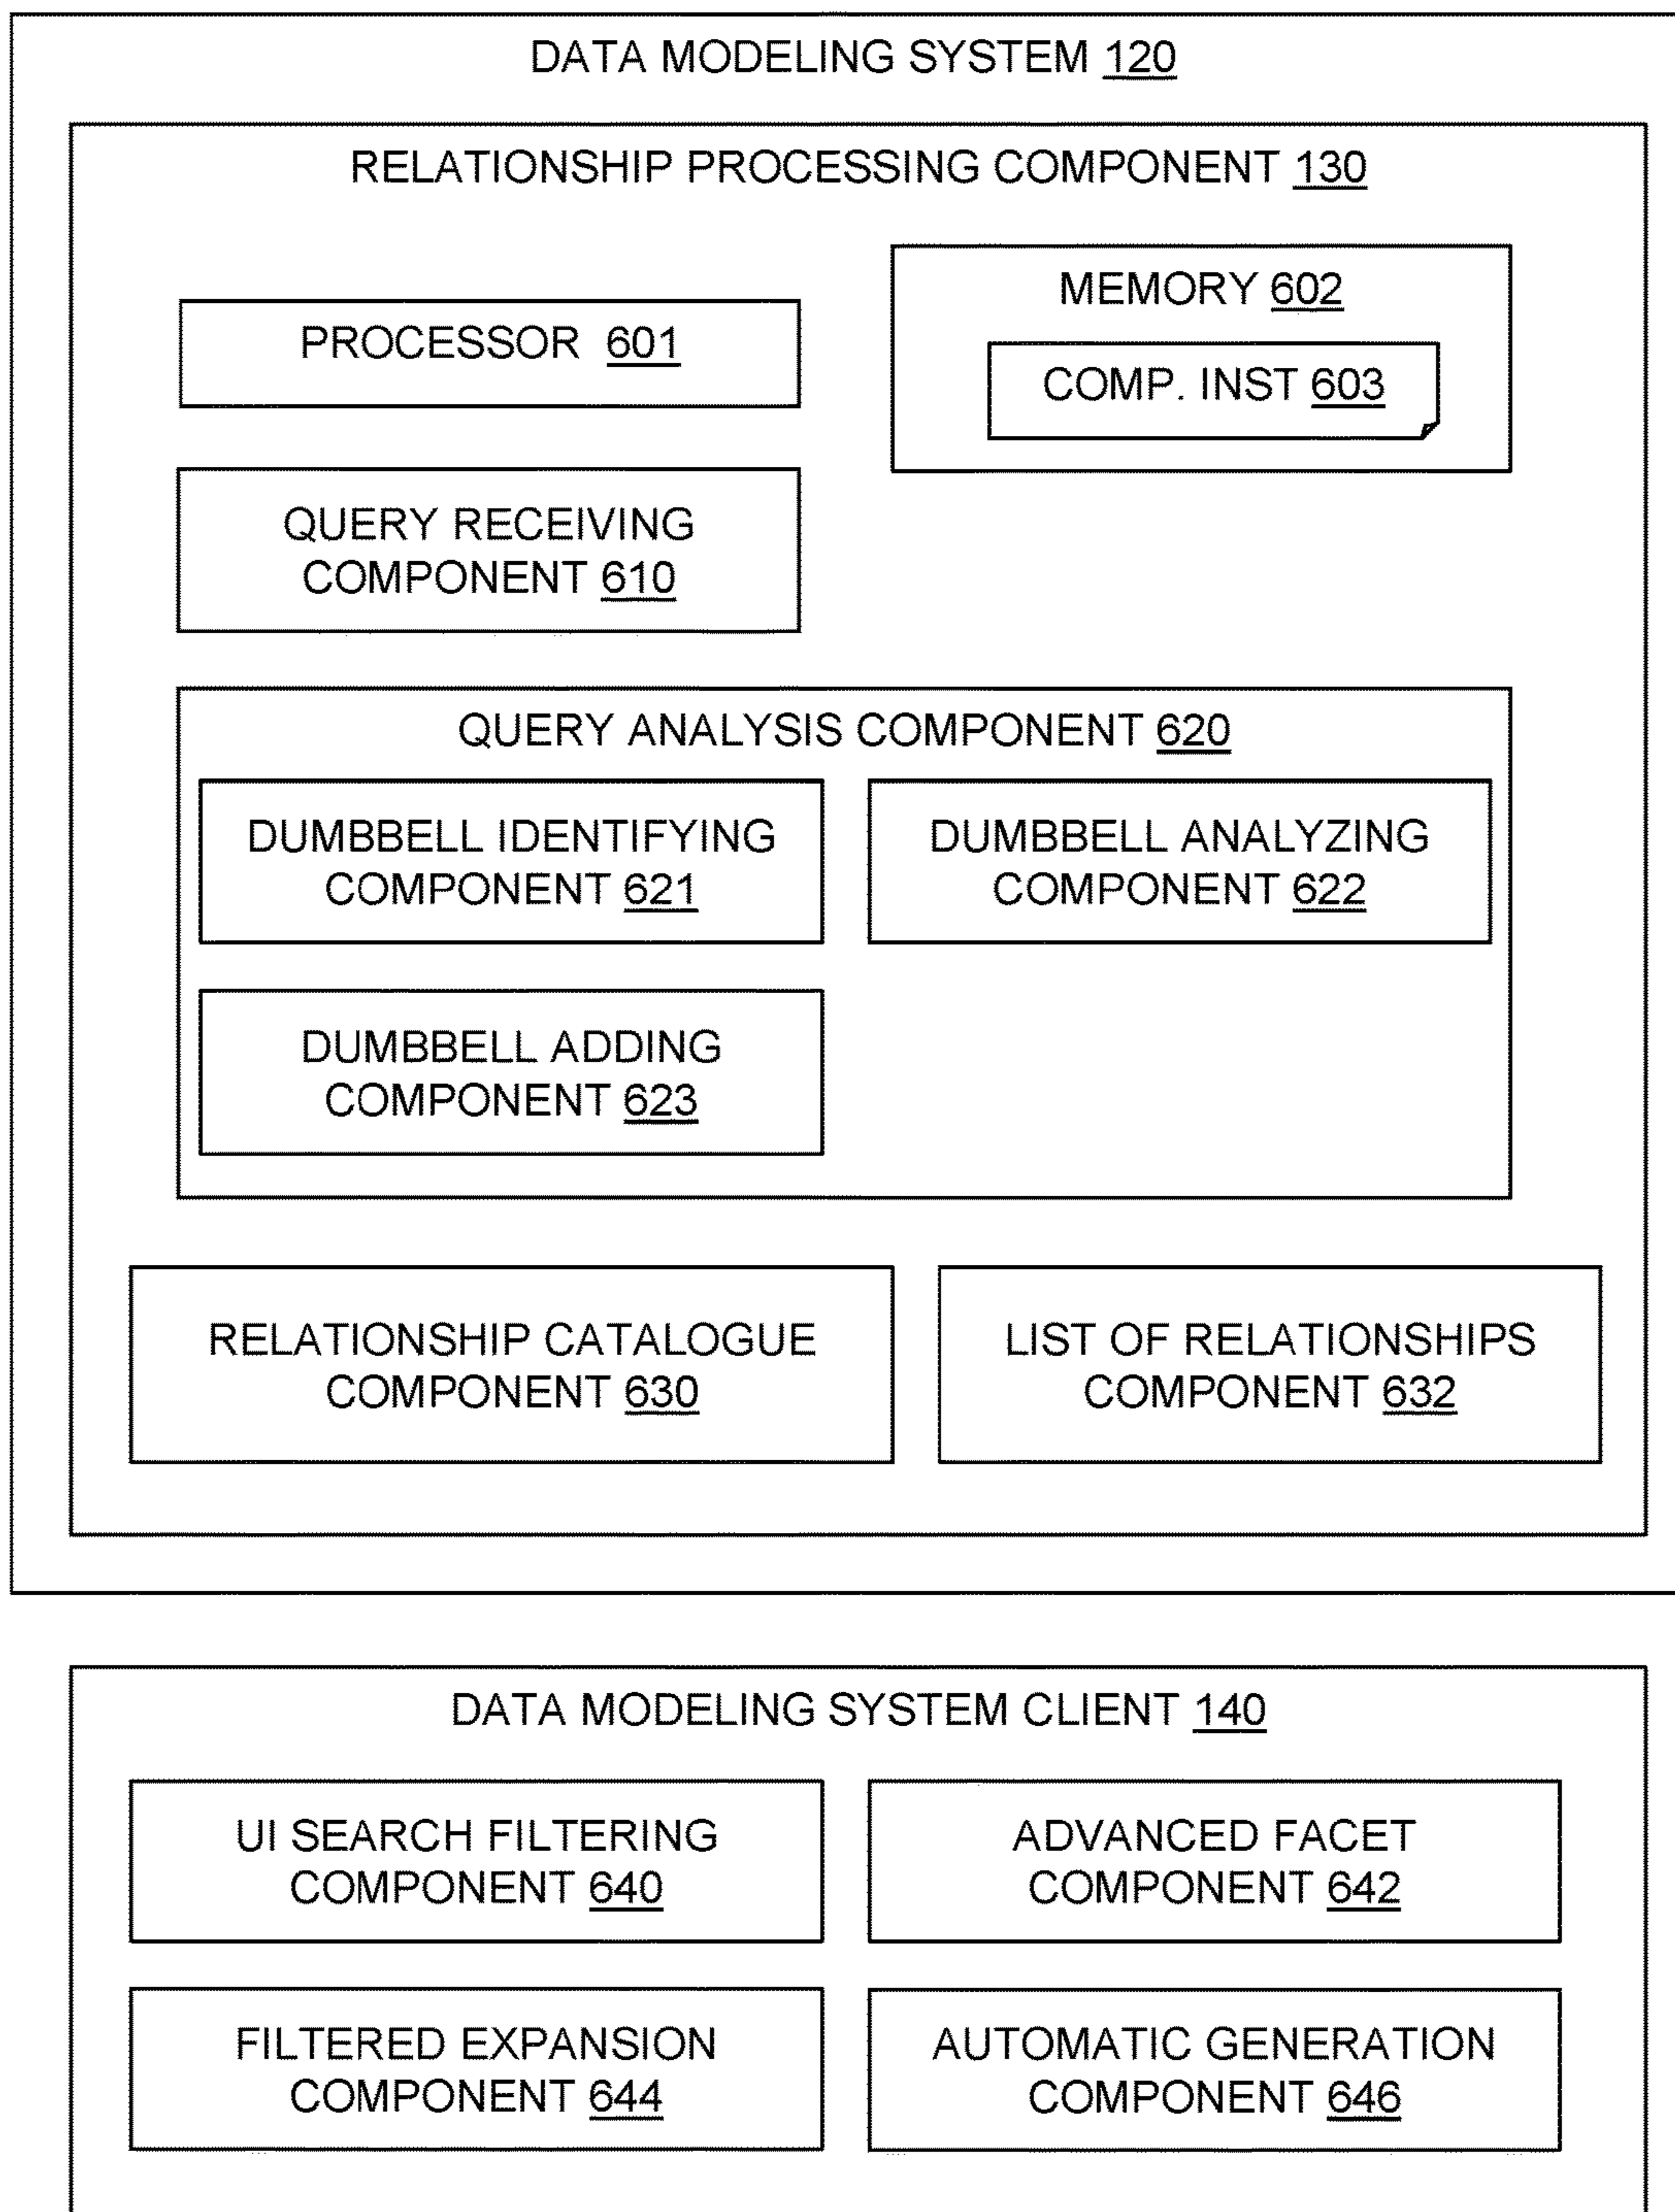 DATA MODELING SYSTEM 120
RELATIONSHIP PROCESSING COMPONENT 130
PROCESSOR 601
MEMORY 602
COMP. INST 603
QUERY RECEIVING
COMPONENT 610
QUERY ANALYSIS COMPONENT 620
DUMBBELL IDENTIFYING
COMPONENT 621
DUMBBELL ANALYZING
COMPONENT 622
DUMBBELL ADDING
COMPONENT 623
RELATIONSHIP CATALOGUE
COMPONENT 630
LIST OF RELATIONSHIPS
COMPONENT 632
DATA MODELING SYSTEM CLIENT 140
UI SEARCH FILTERING
COMPONENT 640
ADVANCED FACET
COMPONENT 642
FILTERED EXPANSION
COMPONENT 644
AUTOMATIC GENERATION
COMPONENT 646